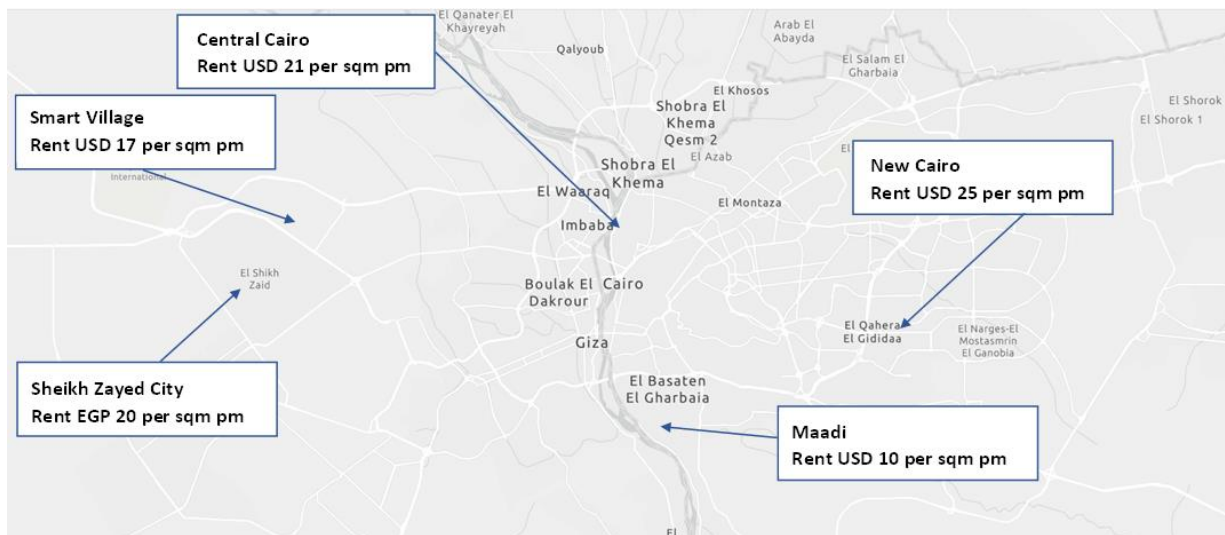 El Qanater El
Khayreyah
Arab El
Abayda
Central Cairo
Rent USD 21 per sqm pm
Qalyoub
El Salam El
Gharbaia
El Khosos
El Shorok
El Shorok 1
Smart Village
Rent USD 17 per sqm pm
Shobra El
Khema
Qesm 2
El Azab
New Cairo
Rent USD 25 per sqm pm
International
Shobra El
Khema
El Waaraq
El Montaza
Imbaba
El Shikh
Zaid
Boulak El
Dakrour
Cairo
El Qahera
El Gididaa
El Narges-El
Mostasmrin
El Ganobia
Giza
Sheikh Zayed City
Rent EGP 20 per sqm pm
El Basaten
El Gharbaia
Maadi
Rent USD 10 per sqm pm
El